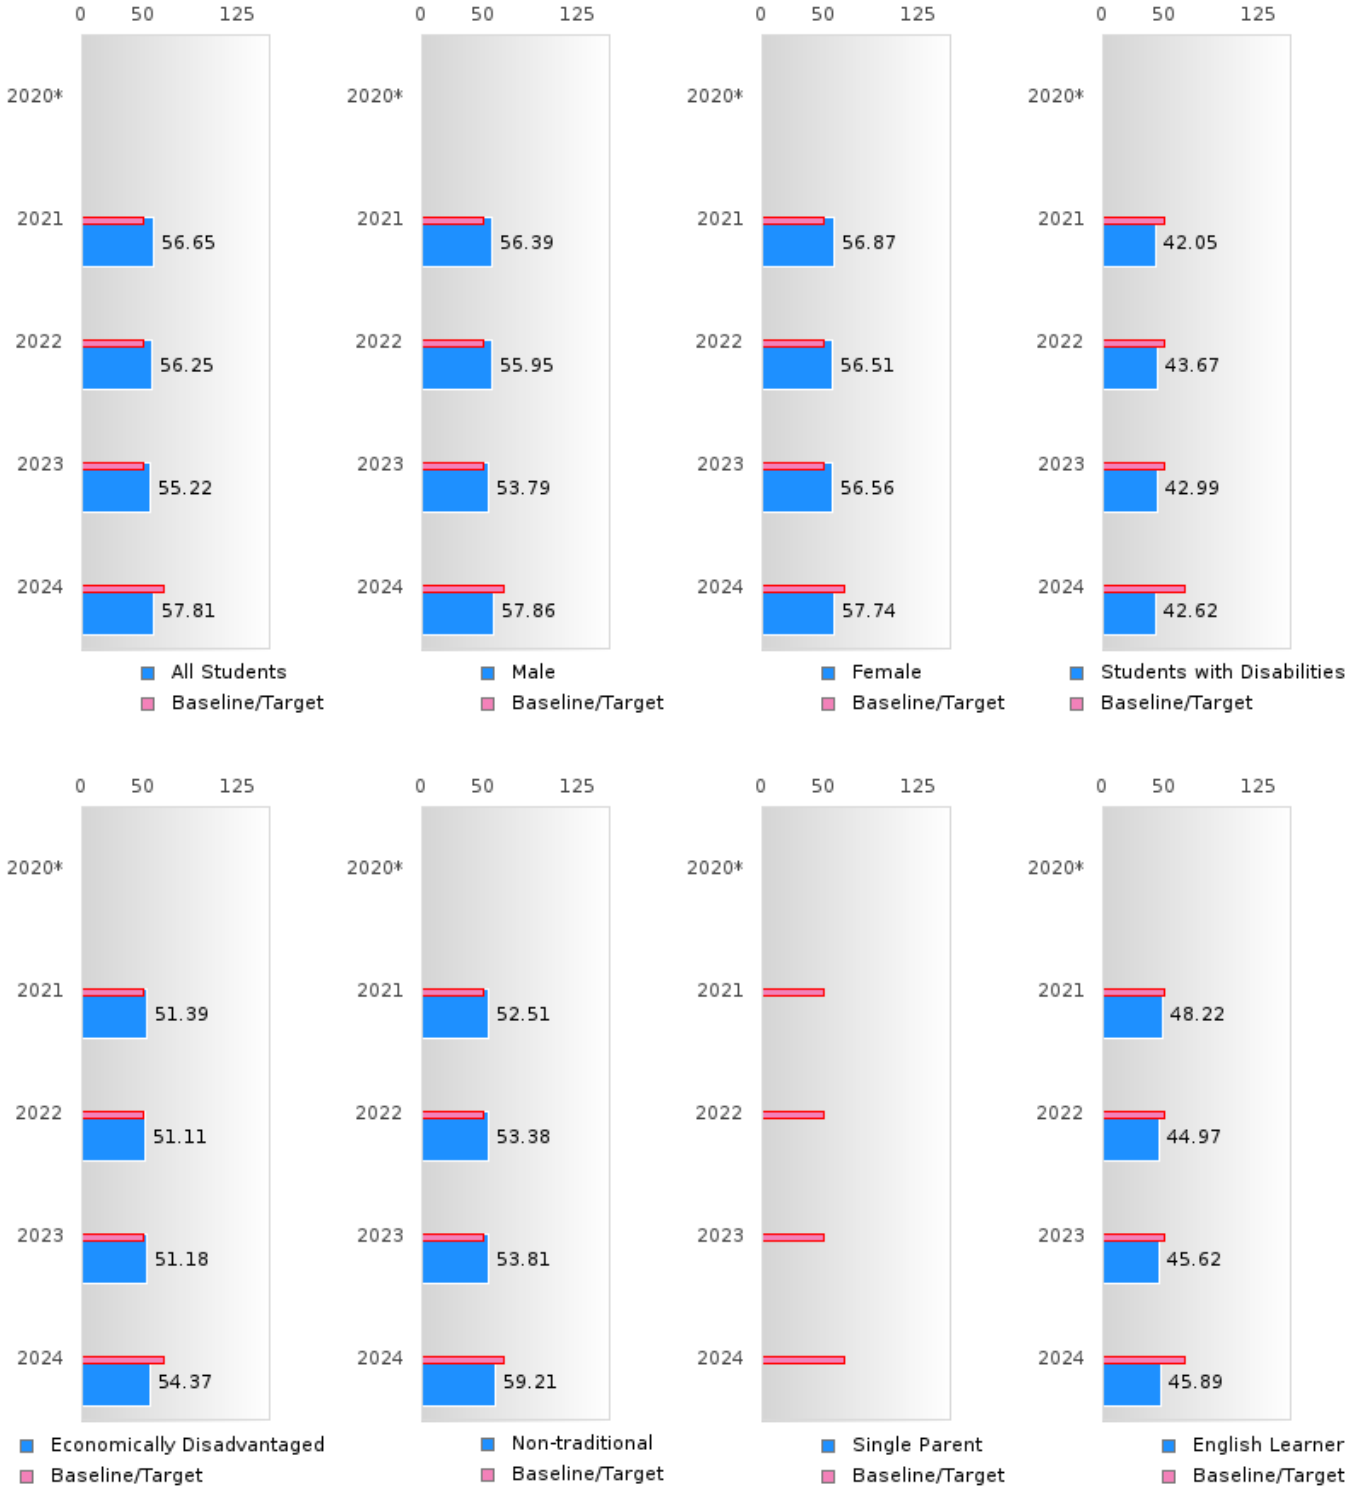 0 50 125
2020*
2021 56.65
2022 56.25
2023 55.22
2024 57.81
All Students
Baseline/Target
0 50 125
2020*
2021 56.39
2022 55.95
2023 53.79
2024 57.86
Male
Baseline/Target
0 50 125
2020*
2021 56.87
2022 56.51
2023 56.56
2024 57.74
Female
Baseline/Target
0 50 125
2020*
2021 42.05
2022 43.67
2023 42.99
2024 42.62
Students with Disabilities
Baseline/Target
0 50 125
2020*
2021 51.39
2022 51.11
2023 51.18
2024 54.37
Economically Disadvantaged
Baseline/Target
0 50 125
2020*
2021 52.51
2022 53.38
2023 53.81
2024 59.21
Non-traditional
Baseline/Target
0 50 125
2020*
2021
2022
2023
2024
Single Parent
Baseline/Target
0 50 125
2020*
2021 48.22
2022 44.97
2023 45.62
2024 45.89
English Learner
Baseline/Target